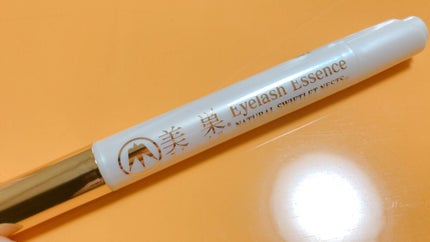 美巢®
Eyelash Essence
NATURAL SWIFTLET NESTS